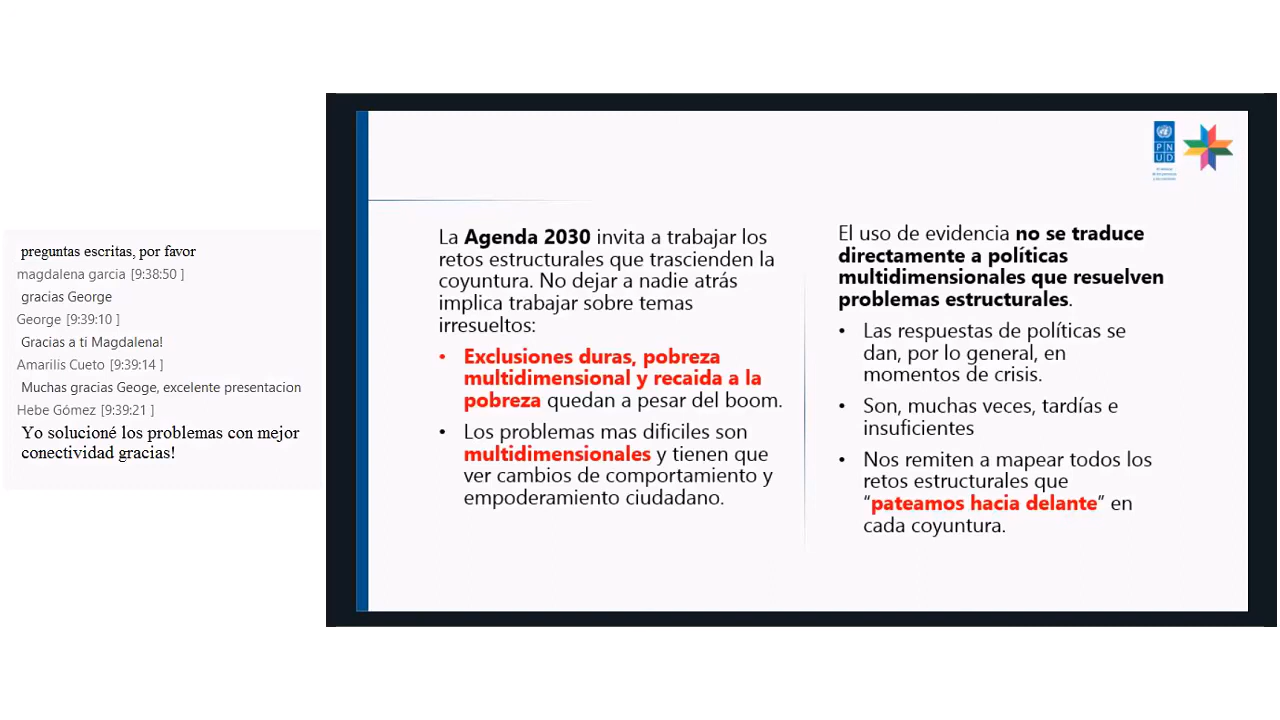 preguntas escritas, por favor
magdalena garcia [9:38:50 ]
gracias George
George [9:39:10 ]
Gracias a ti Magdalena!
Amarilis Cueto [9:39:14 ]
Muchas gracias Geoge, excelente presentacion
Hebe Gómez [9:39:21 ]
Yo solucioné los problemas con mejor
conectividad gracias!
P N
U D
La Agenda 2030 invita a trabajar los
retos estructurales que trascienden la
coyuntura. No dejar a nadie atrás
implica trabajar sobre temas
irresueltos:
• Exclusiones duras, pobreza
multidimensional y recaida a la
pobreza quedan a pesar del boom.
• Los problemas mas dificiles son
multidimensionales y tienen que
ver cambios de comportamiento y
empoderamiento ciudadano.
El uso de evidencia no se traduce
directamente a políticas
multidimensionales que resuelven
problemas estructurales.
• Las respuestas de políticas se
dan, por lo general, en
momentos de crisis.
• Son, muchas veces, tardías e
insuficientes
• Nos remiten a mapear todos los
retos estructurales que
“pateamos hacia delante” en
cada coyuntura.